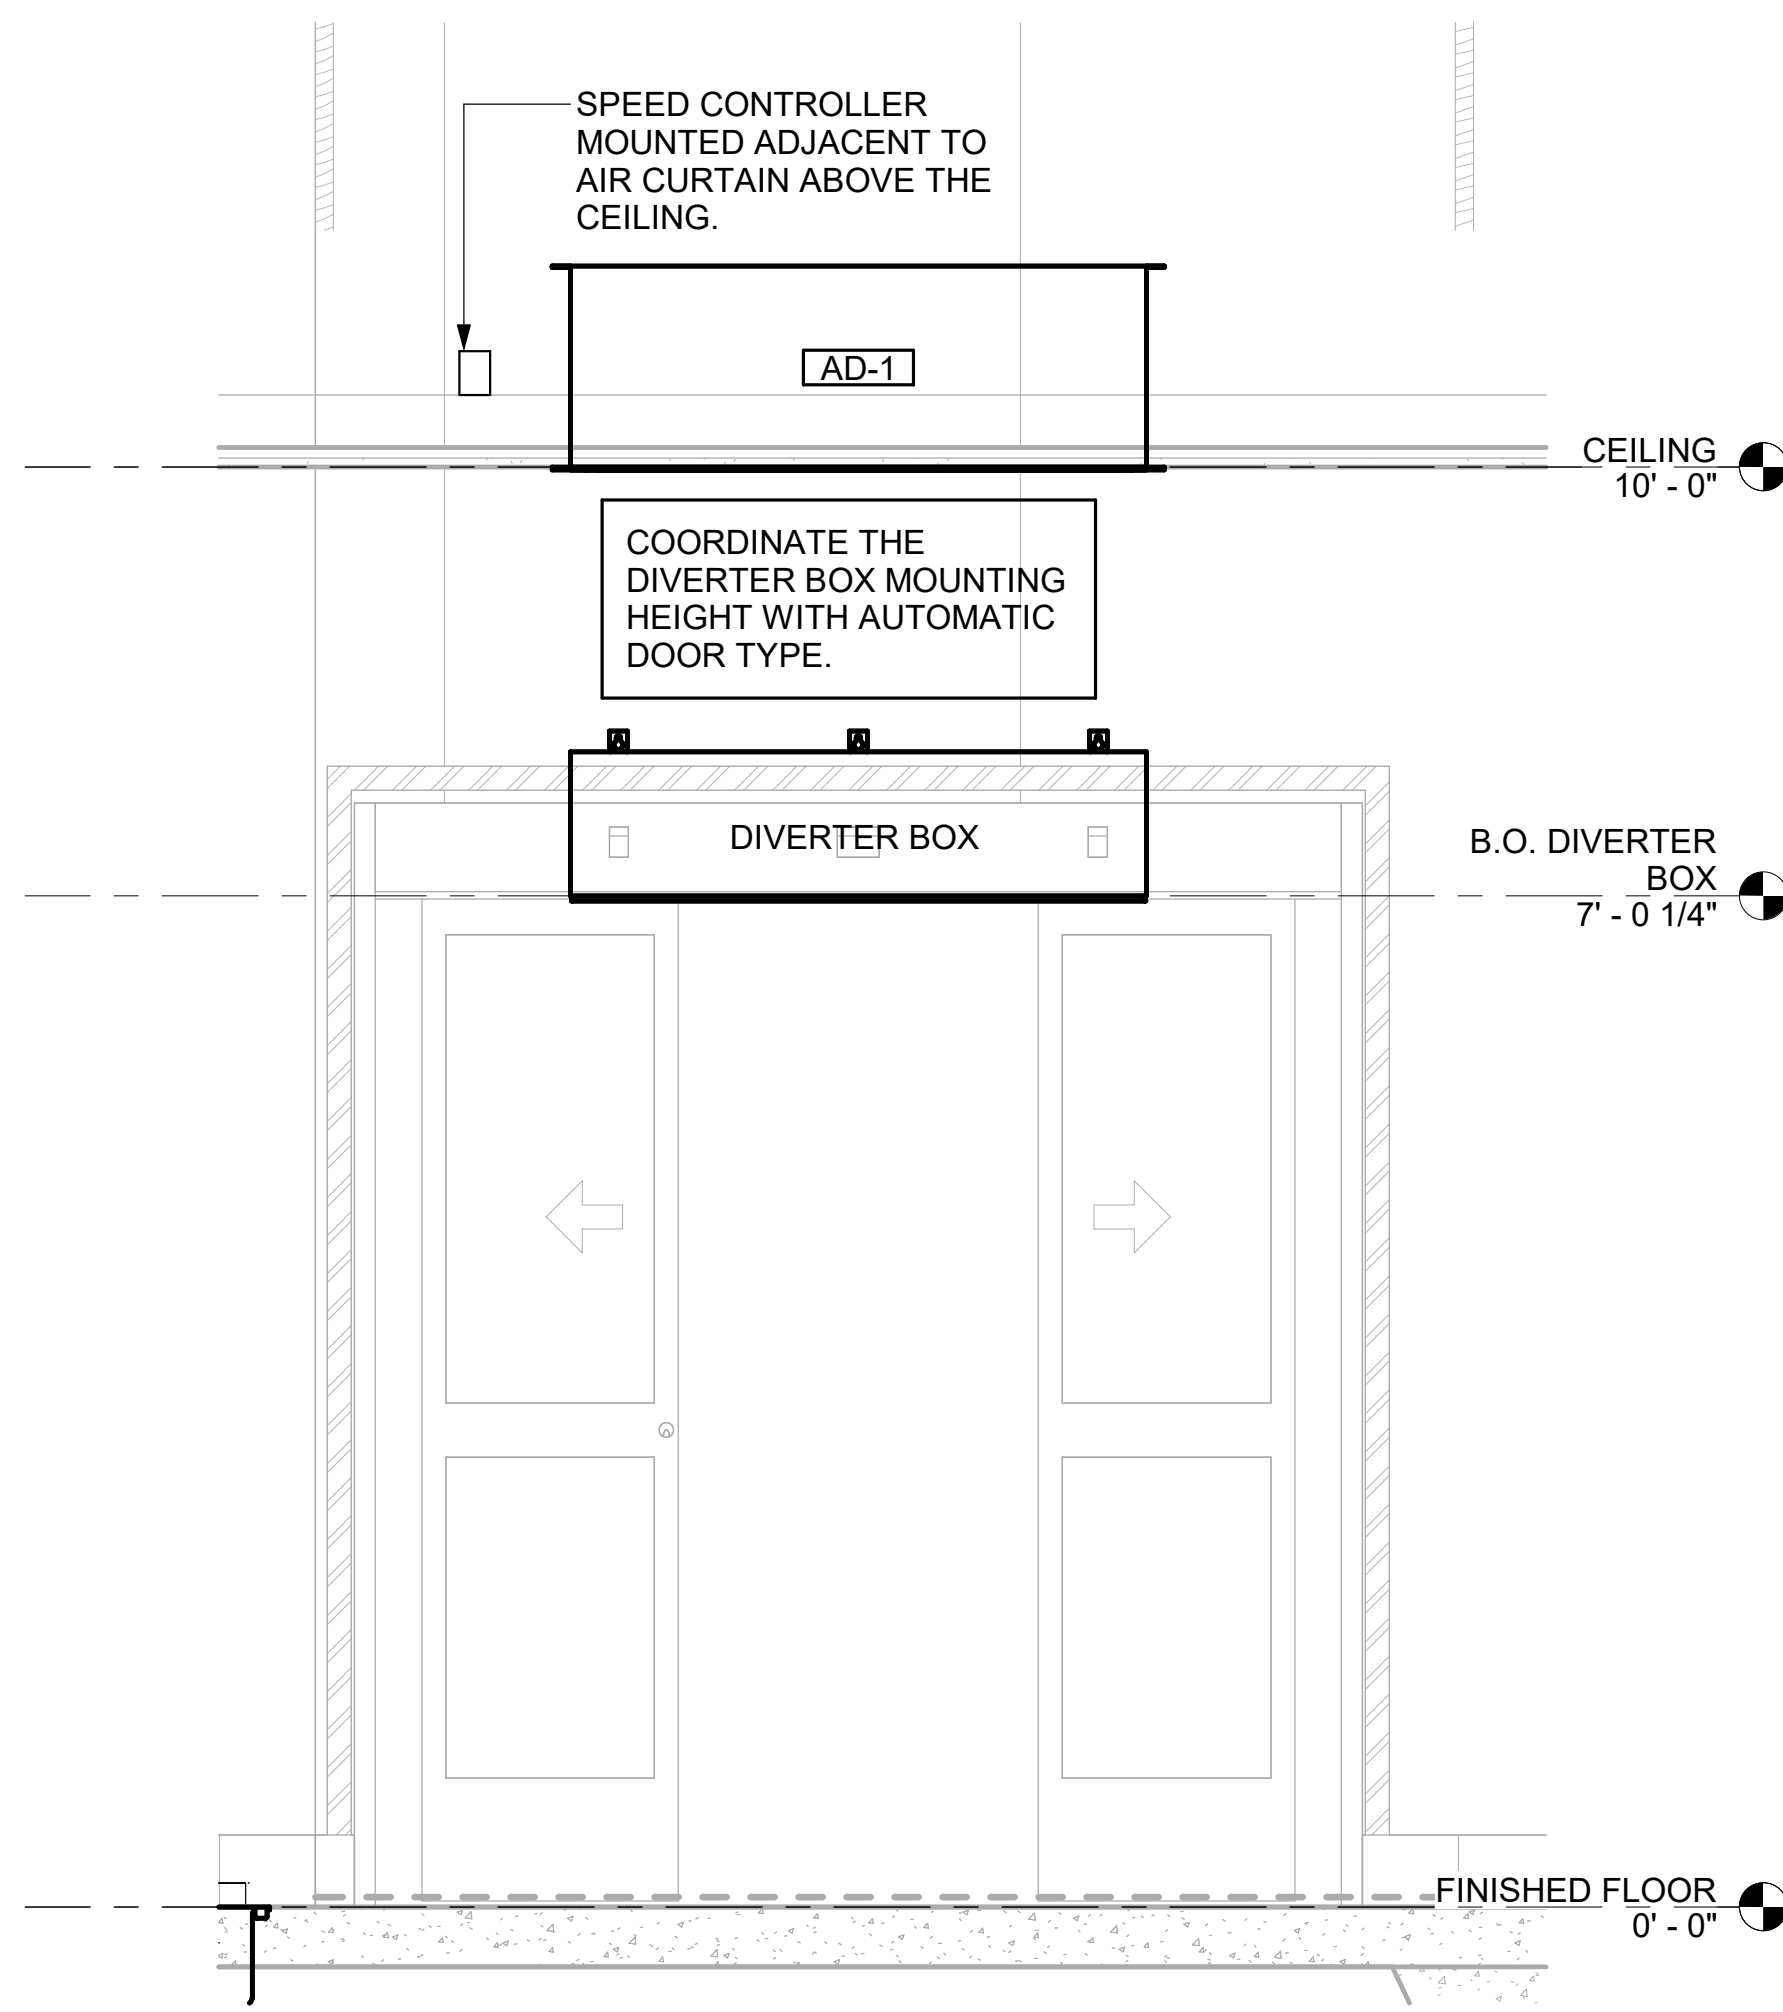 SPEED CONTROLLER
MOUNTED ADJACENT TO
AIR CURTAIN ABOVE THE
CEILING.
AD-1
CEILING
10' - 0"
COORDINATE THE
DIVERTER BOX MOUNTING
HEIGHT WITH AUTOMATIC
DOOR TYPE.
DIVERTER BOX
B.O. DIVERTER
BOX
7' - 0 1/4"
FINISHED FLOOR
0' - 0"